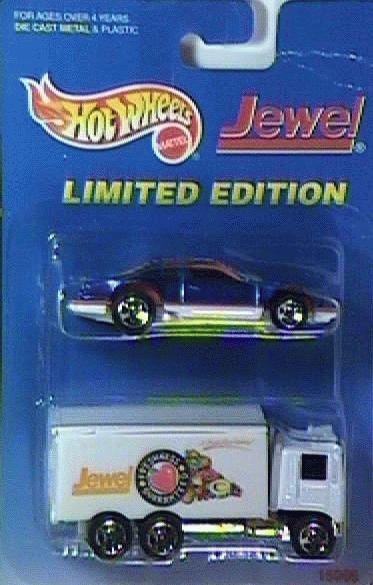 FOR AGES OVER 4 YEARS
DIE CAST METAL & PLASTIC
HOT WHEELS
MATTEL
®
Jewel
®
LIMITED EDITION
Jewel